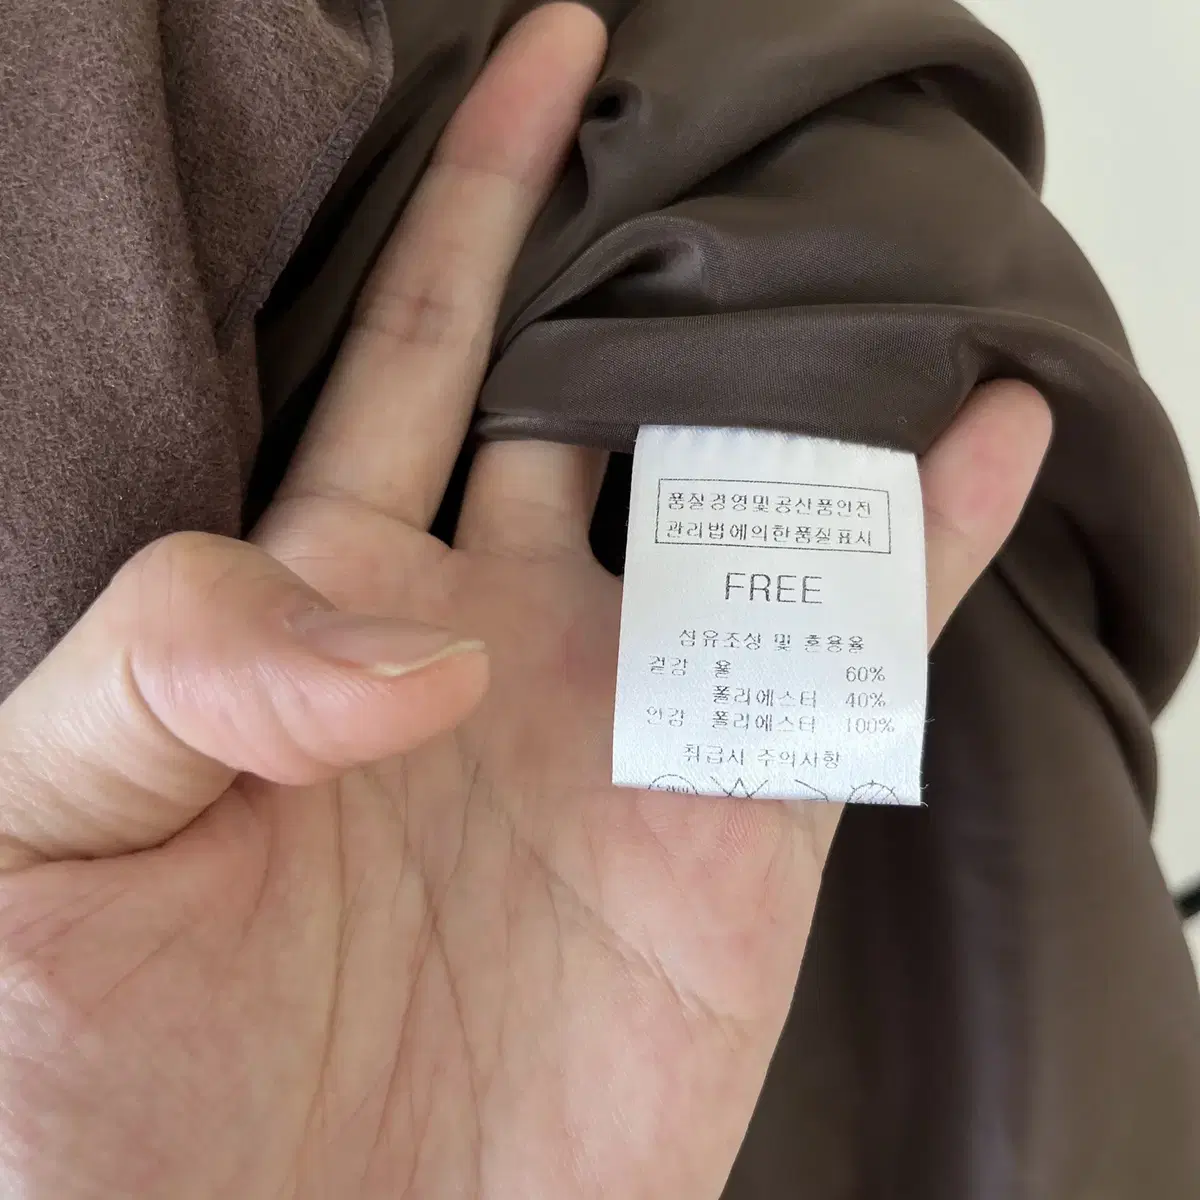 품질경영및공산품안전
관리법에의한품질표시
FREE
섬유조성 및 혼용율
겉감 울 60%
폴리에스터 40%
안감 폴리에스터 100%
취급시 주의사항